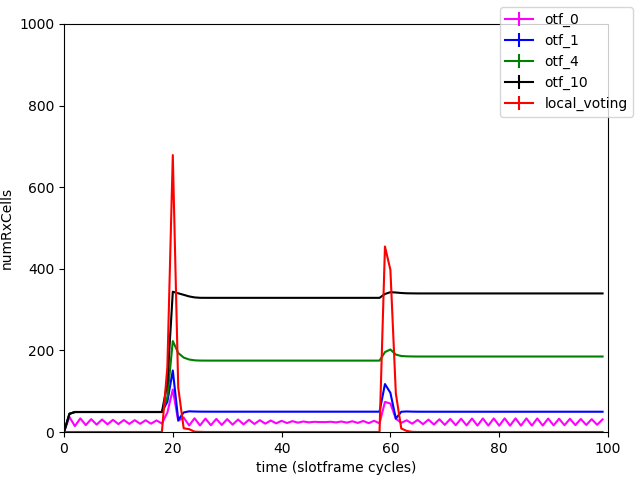 otf_0
otf_1
otf_4
otf_10
local_voting
1000
800
600
400
200
0
numRxCells
0 20 40 60 80 100
time (slotframe cycles)